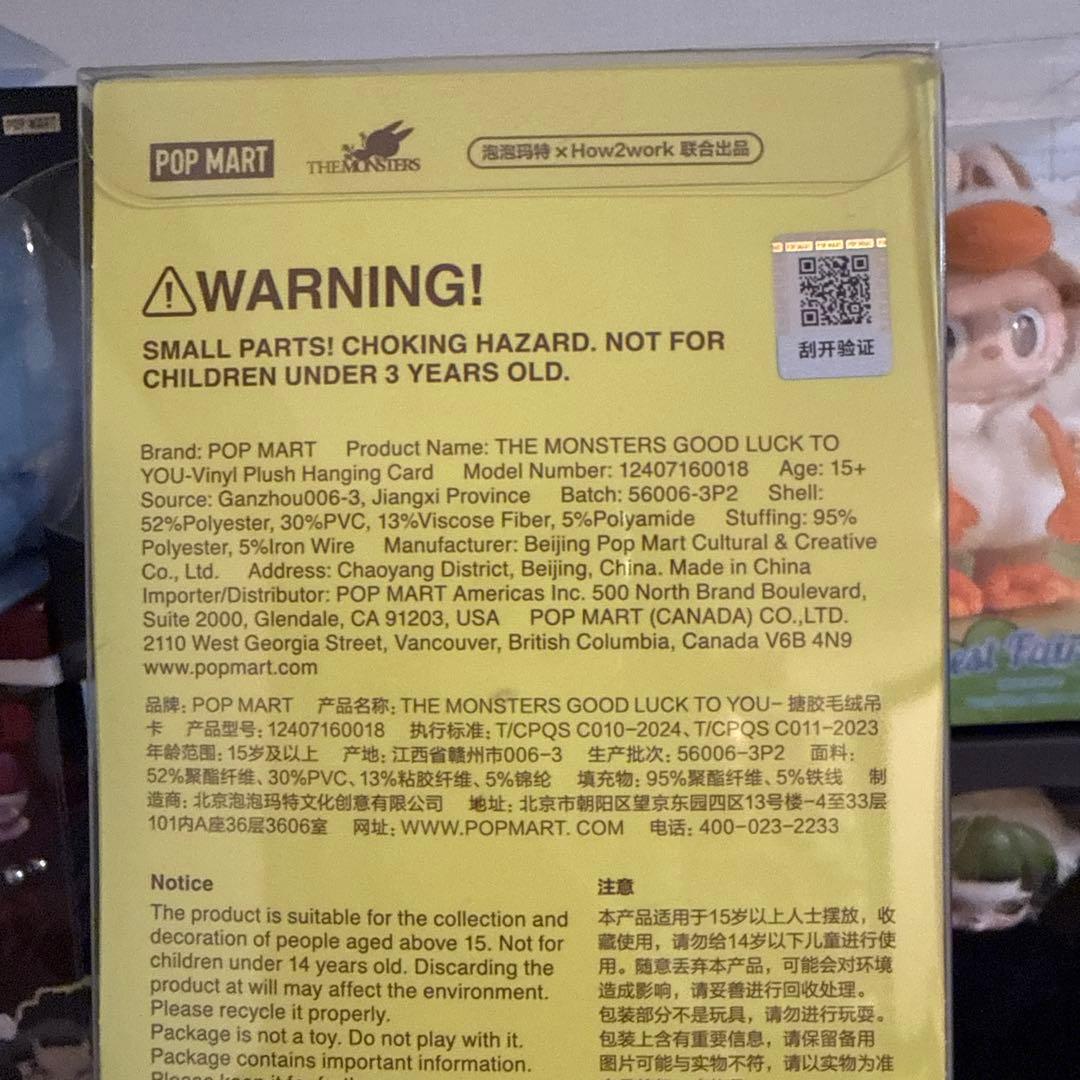 POP MART
POP MART
THE MONSTERS
泡泡玛特 × How2work 联合出品
POP MART POP MART POP MART
刮开验证
WARNING!
SMALL PARTS! CHOKING HAZARD. NOT FOR
CHILDREN UNDER 3 YEARS OLD.
Brand: POP MART Product Name: THE MONSTERS GOOD LUCK TO
YOU-Vinyl Plush Hanging Card Model Number: 12407160018 Age: 15+
Source: Ganzhou006-3, Jiangxi Province Batch: 56006-3P2 Shell:
52%Polyester, 30%PVC, 13%Viscose Fiber, 5%Polyamide Stuffing: 95%
Polyester, 5%Iron Wire Manufacturer: Beijing Pop Mart Cultural & Creative
Co., Ltd. Address: Chaoyang District, Beijing, China. Made in China
Importer/Distributor: POP MART Americas Inc. 500 North Brand Boulevard,
Suite 2000, Glendale, CA 91203, USA POP MART (CANADA) CO.,LTD.
2110 West Georgia Street, Vancouver, British Columbia, Canada V6B 4N9
www.popmart.com
品牌: POP MART 产品名称: THE MONSTERS GOOD LUCK TO YOU- 搪胶毛绒吊
卡 产品型号: 12407160018 执行标准: T/CPQS C010-2024、T/CPQS C011-2023
年龄范围: 15岁及以上 产地: 江西省赣州市006-3 生产批次: 56006-3P2 面料:
52%聚酯纤维、30%PVC、13%粘胶纤维、5%锦纶 填充物: 95%聚酯纤维、5%铁线 制
造商: 北京泡泡玛特文化创意有限公司 地址: 北京市朝阳区望京东园四区13号楼-4至33层
101内A座36层3606室 网址: WWW.POPMART. COM 电话: 400-023-2233
Notice
The product is suitable for the collection and
decoration of people aged above 15. Not for
children under 14 years old. Discarding the
product at will may affect the environment.
Please recycle it properly.
Package is not a toy. Do not play with it.
Package contains important information.
注意
本产品适用于15岁以上人士摆放，收
藏使用，请勿给14岁以下儿童进行使
用。随意丢弃本产品，可能会对环境
造成影响，请妥善进行回收处理。
包装部分不是玩具，请勿进行玩耍。
包装上含有重要信息，请保留备用
图片可能与实物不符，请以实物为准